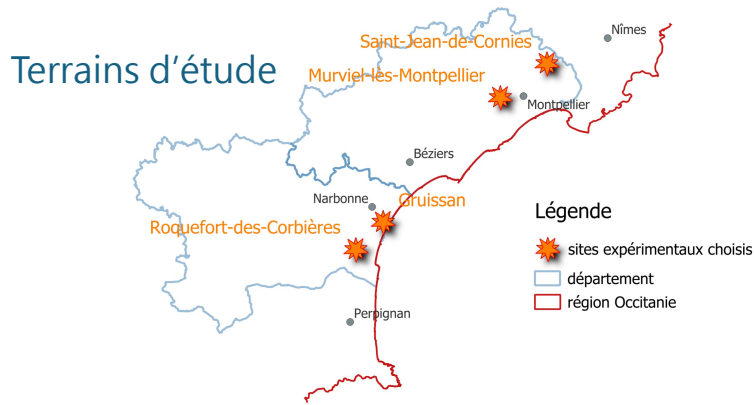 Terrains d'étude
Saint-Jean-de-Cornies
Nîmes
Murviel-lès-Montpellier
Montpellier
Béziers
Narbonne
Gruissan
Roquefort-des-Corbières
Perpignan
Légende
sites expérimentaux choisis
département
région Occitanie